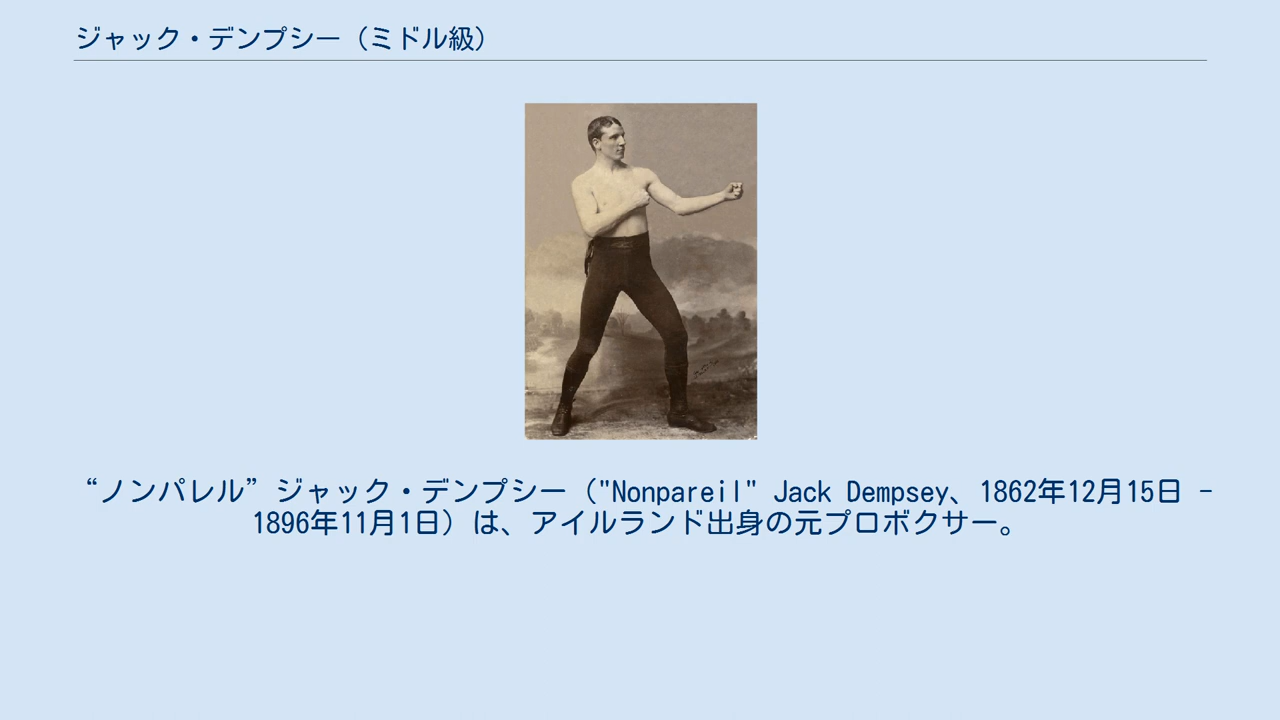 ジャック・デンプシー（ミドル級）
“ノンパレル” ジャック・デンプシー（"Nonpareil" Jack Dempsey、1862年12月15日 -
1896年11月1日）は、アイルランド出身の元プロボクサー。